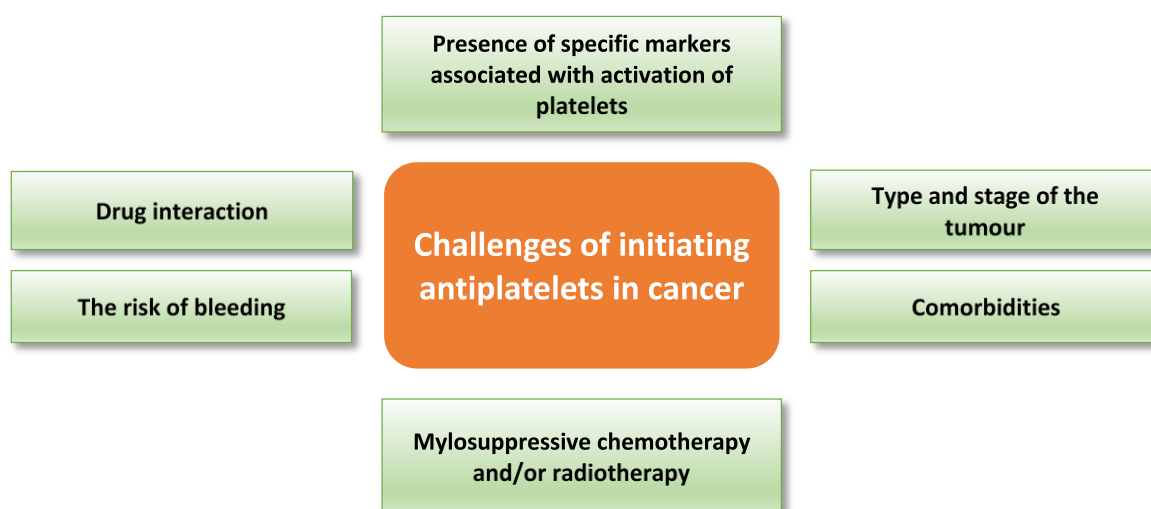 Presence of specific markers
associated with activation of
platelets
Drug interaction
The risk of bleeding
Challenges of initiating
antiplatelets in cancer
Type and stage of the
tumour
Comorbidities
Mylosuppressive chemotherapy
and/or radiotherapy